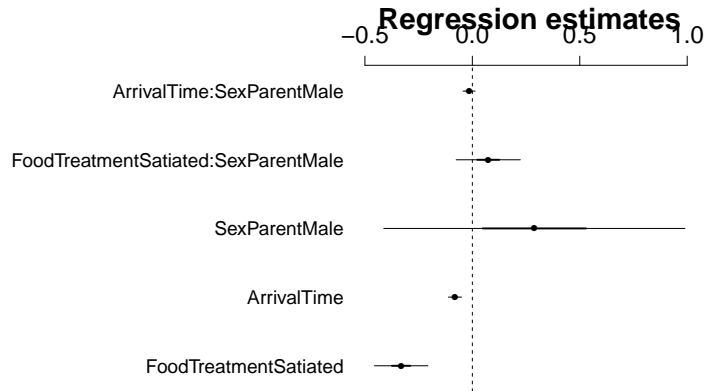 Regression estimates
−0.5 0.0 0.5 1.0
ArrivalTime:SexParentMale
FoodTreatmentSatiated:SexParentMale
SexParentMale
ArrivalTime
FoodTreatmentSatiated